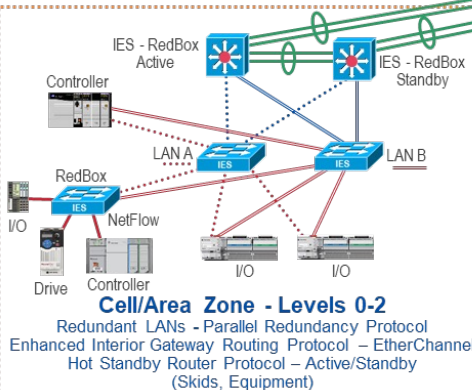 IES - RedBox
Active
IES - RedBox
Standby
Controller
LAN A
IES
IES
LAN B
RedBox
IES
NetFlow
I/O
Drive
Controller
I/O
I/O
Cell/Area Zone - Levels 0-2
Redundant LANs - Parallel Redundancy Protocol
Enhanced Interior Gateway Routing Protocol – EtherChannel
Hot Standby Router Protocol – Active/Standby
(Skids, Equipment)